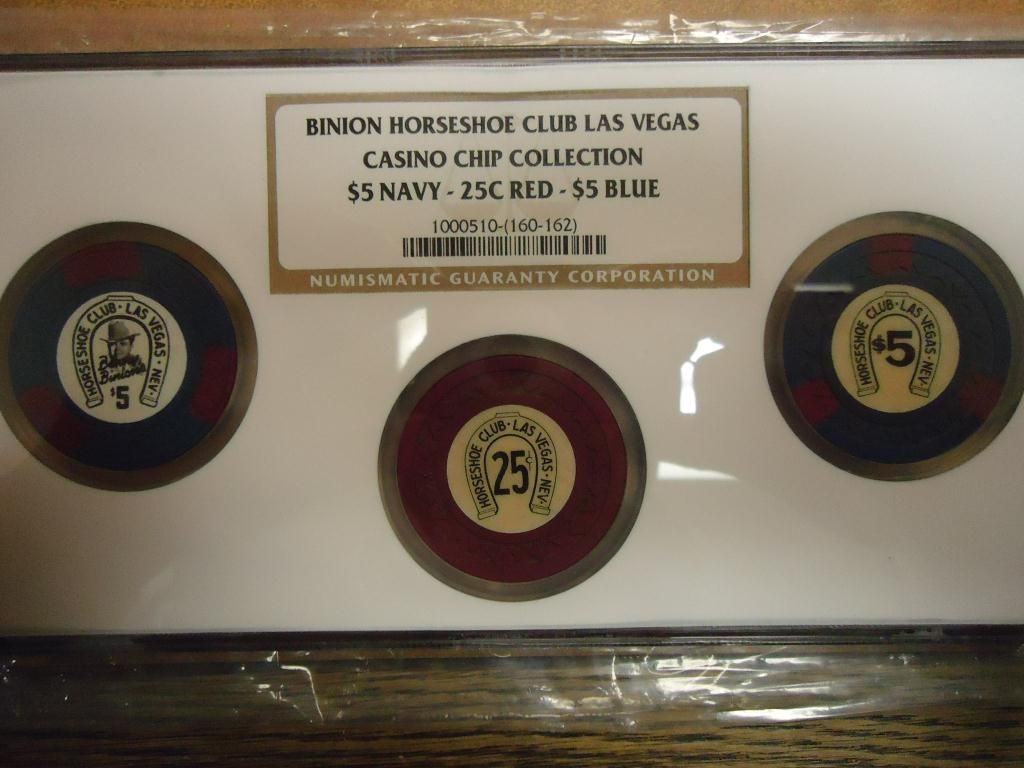 BINION HORSESHOE CLUB LAS VEGAS
CASINO CHIP COLLECTION
$5 NAVY - 25C RED - $5 BLUE
1000510-(160-162)
NUMISMATIC GUARANTY CORPORATION
HORSESHOE CLUB · LAS VEGAS · NEV.
Binion's
$5
HORSESHOE CLUB · LAS VEGAS · NEV.
25¢
HORSESHOE CLUB · LAS VEGAS · NEV.
$5